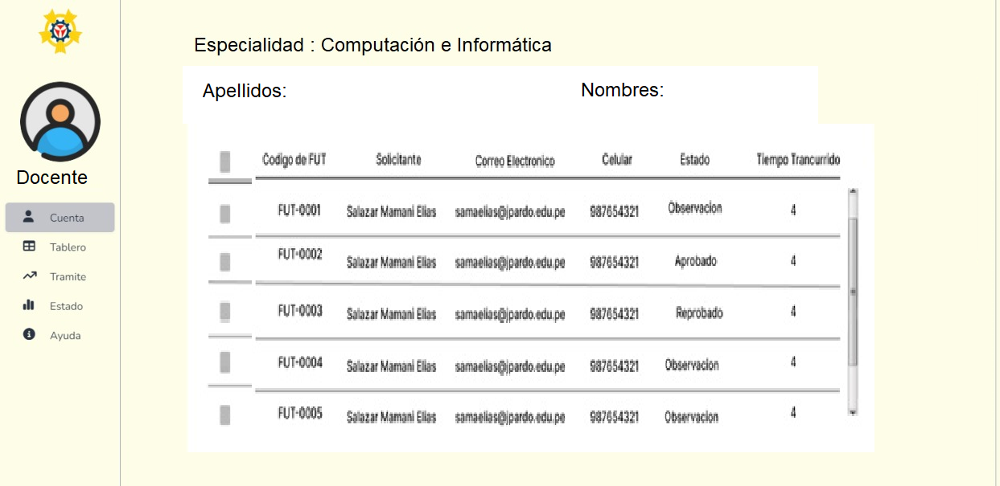 Especialidad : Computación e Informática
Apellidos: Nombres:
Docente
Cuenta
Tablero
Tramite
Estado
Ayuda
Codigo de FUT Solicitante Correo Electronico Celular Estado Tiempo Trancurrido
FUT-0001 Salazar Mamani Elias samaelias@jpardo.edu.pe 987654321 Observacion 4
FUT-0002 Salazar Mamani Elias samaelias@jpardo.edu.pe 987654321 Aprobado 4
FUT-0003 Salazar Mamani Elias samaelias@jpardo.edu.pe 987654321 Reprobado 4
FUT-0004 Salazar Mamani Elias samaelias@jpardo.edu.pe 987654321 Observacion 4
FUT-0005 Salazar Mamani Elias samaelias@jpardo.edu.pe 987654321 Observacion 4